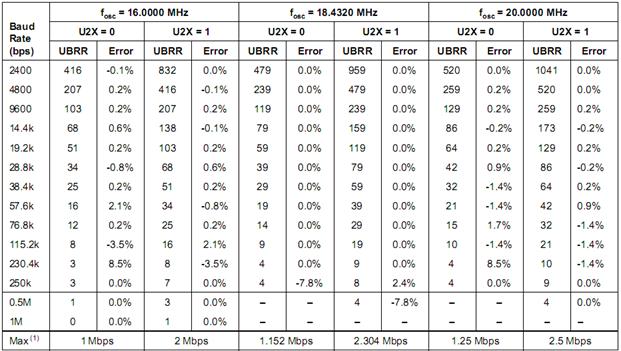 Baud Rate (bps) fosc = 16.0000 MHz fosc = 18.4320 MHz fosc = 20.0000 MHz
U2X = 0 U2X = 1 U2X = 0 U2X = 1 U2X = 0 U2X = 1
UBRR Error UBRR Error UBRR Error UBRR Error UBRR Error UBRR Error
2400 416 -0.1% 832 0.0% 479 0.0% 959 0.0% 520 0.0% 1041 0.0%
4800 207 0.2% 416 -0.1% 239 0.0% 479 0.0% 259 0.2% 520 0.0%
9600 103 0.2% 207 0.2% 119 0.0% 239 0.0% 129 0.2% 259 0.2%
14.4k 68 0.6% 138 -0.1% 79 0.0% 159 0.0% 86 -0.2% 173 -0.2%
19.2k 51 0.2% 103 0.2% 59 0.0% 119 0.0% 64 0.2% 129 0.2%
28.8k 34 -0.8% 68 0.6% 39 0.0% 79 0.0% 42 0.9% 86 -0.2%
38.4k 25 0.2% 51 0.2% 29 0.0% 59 0.0% 32 -1.4% 64 0.2%
57.6k 16 2.1% 34 -0.8% 19 0.0% 39 0.0% 21 -1.4% 42 0.9%
76.8k 12 0.2% 25 0.2% 14 0.0% 29 0.0% 15 1.7% 32 -1.4%
115.2k 8 -3.5% 16 2.1% 9 0.0% 19 0.0% 10 -1.4% 21 -1.4%
230.4k 3 8.5% 8 -3.5% 4 0.0% 9 0.0% 4 8.5% 10 -1.4%
250k 3 0.0% 7 0.0% 4 -7.8% 8 2.4% 4 0.0% 9 0.0%
0.5M 1 0.0% 3 0.0% – – 4 -7.8% – – 4 0.0%
1M 0 0.0% 1 0.0% – – – – – – – –
Max (1) 1 Mbps 2 Mbps 1.152 Mbps 2.304 Mbps 1.25 Mbps 2.5 Mbps